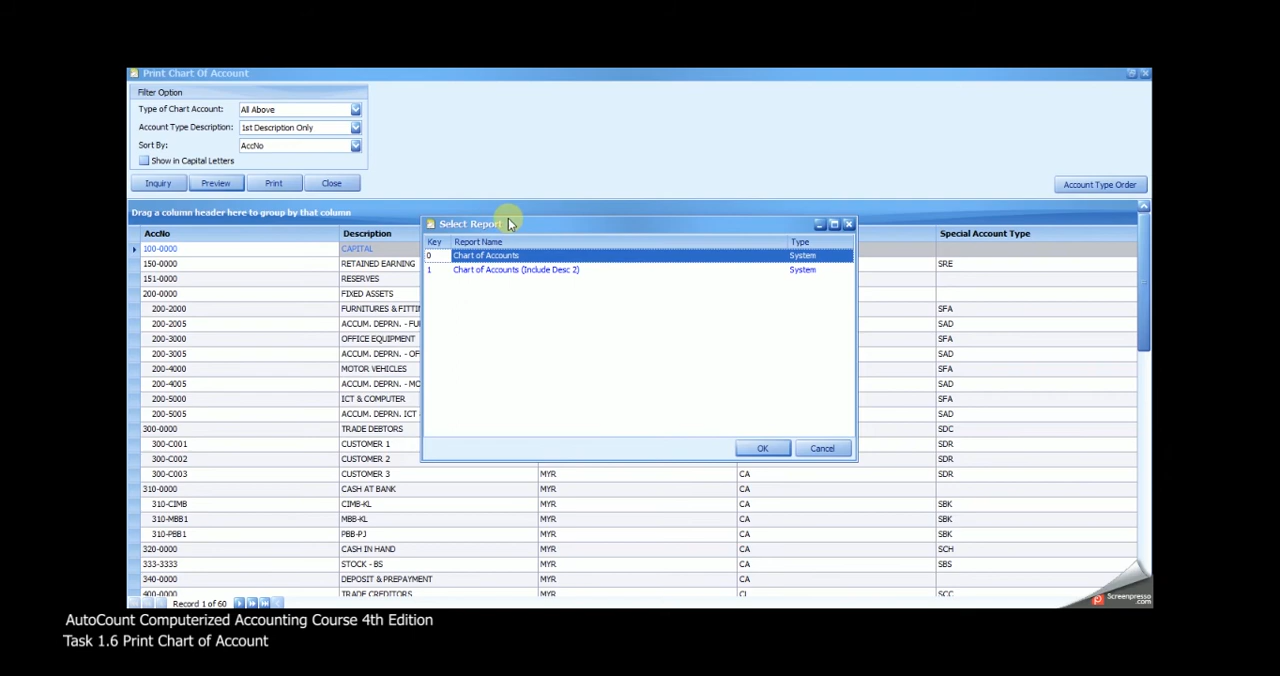 Print Chart Of Account
Filter Option
Type of Chart Account: All Above
Account Type Description: 1st Description Only
Sort By: AccNo
Show in Capital Letters
Inquiry Preview Print Close Account Type Order
Drag a column header here to group by that column
AccNo Description Special Account Type
Select Report
Key Report Name Type
0 Chart of Accounts System
1 Chart of Accounts (Include Desc 2) System
OK Cancel
100-0000 CAPITAL
150-0000 RETAINED EARNING SRE
151-0000 RESERVES
200-0000 FIXED ASSETS
200-2000 FURNITURES & FITTI SFA
200-2005 ACCUM. DEPRN. - FU SAD
200-3000 OFFICE EQUIPMENT SFA
200-3005 ACCUM. DEPRN. - OF SAD
200-4000 MOTOR VEHICLES SFA
200-4005 ACCUM. DEPRN. - MO SAD
200-5000 ICT & COMPUTER SFA
200-5005 ACCUM. DEPRN. ICT SAD
300-0000 TRADE DEBTORS SDC
300-C001 CUSTOMER 1 SDR
300-C002 CUSTOMER 2 SDR
300-C003 CUSTOMER 3 MYR CA SDR
310-0000 CASH AT BANK MYR CA
310-CIMB CIMB-KL MYR CA SBK
310-MBB1 MBB-KL MYR CA SBK
310-PBB1 PBB-PJ MYR CA SBK
320-0000 CASH IN HAND MYR CA SCH
333-3333 STOCK - BS MYR CA SBS
340-0000 DEPOSIT & PREPAYMENT MYR CA
400-0000 TRADE CREDITORS MYR CL SCC
Record 1 of 60
Screenpresso
.com
AutoCount Computerized Accounting Course 4th Edition
Task 1.6 Print Chart of Account